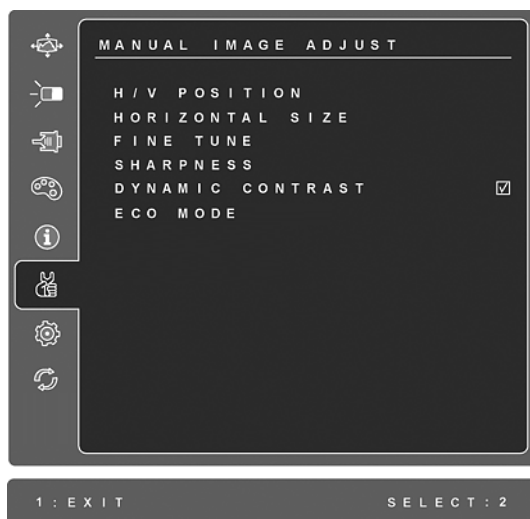 MANUAL IMAGE ADJUST
H/V POSITION
HORIZONTAL SIZE
FINE TUNE
SHARPNESS
DYNAMIC CONTRAST
ECO MODE
1:EXIT SELECT:2